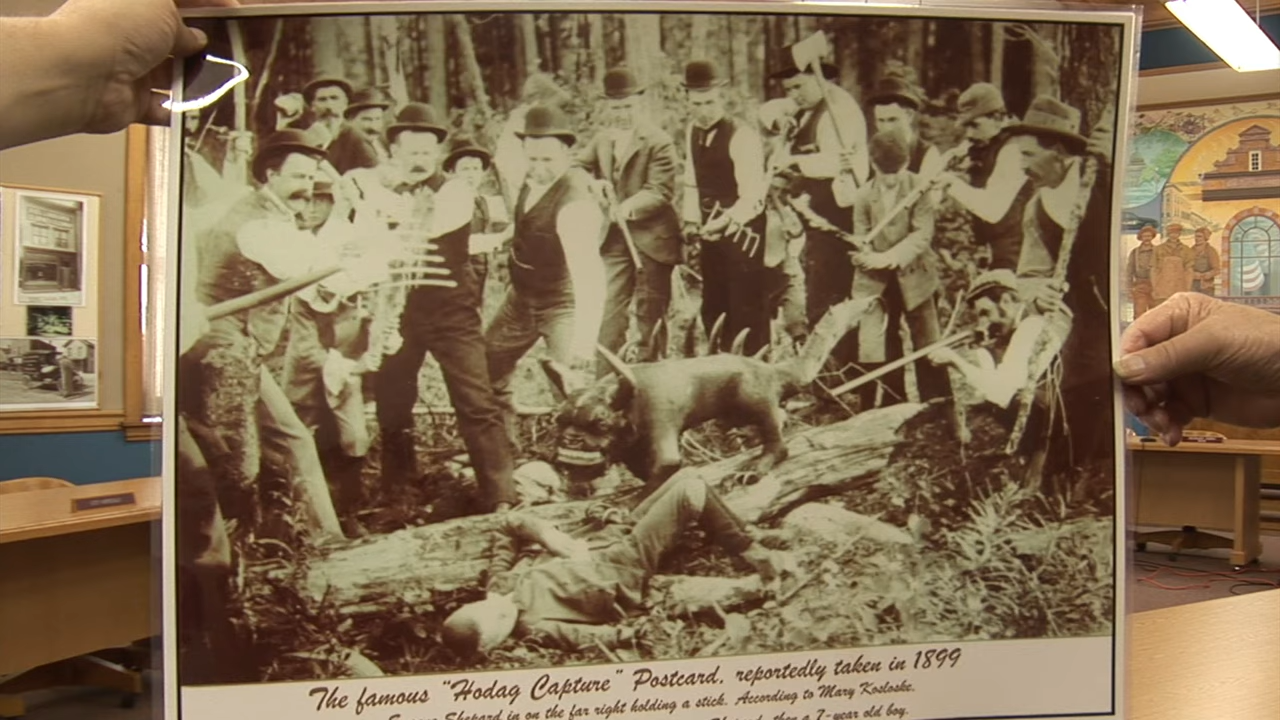 The famous "Hodag Capture" Postcard, reportedly taken in 1899
Shepard in on the far right holding a stick. According to Mary Kosloske,
then a 7-year old boy.